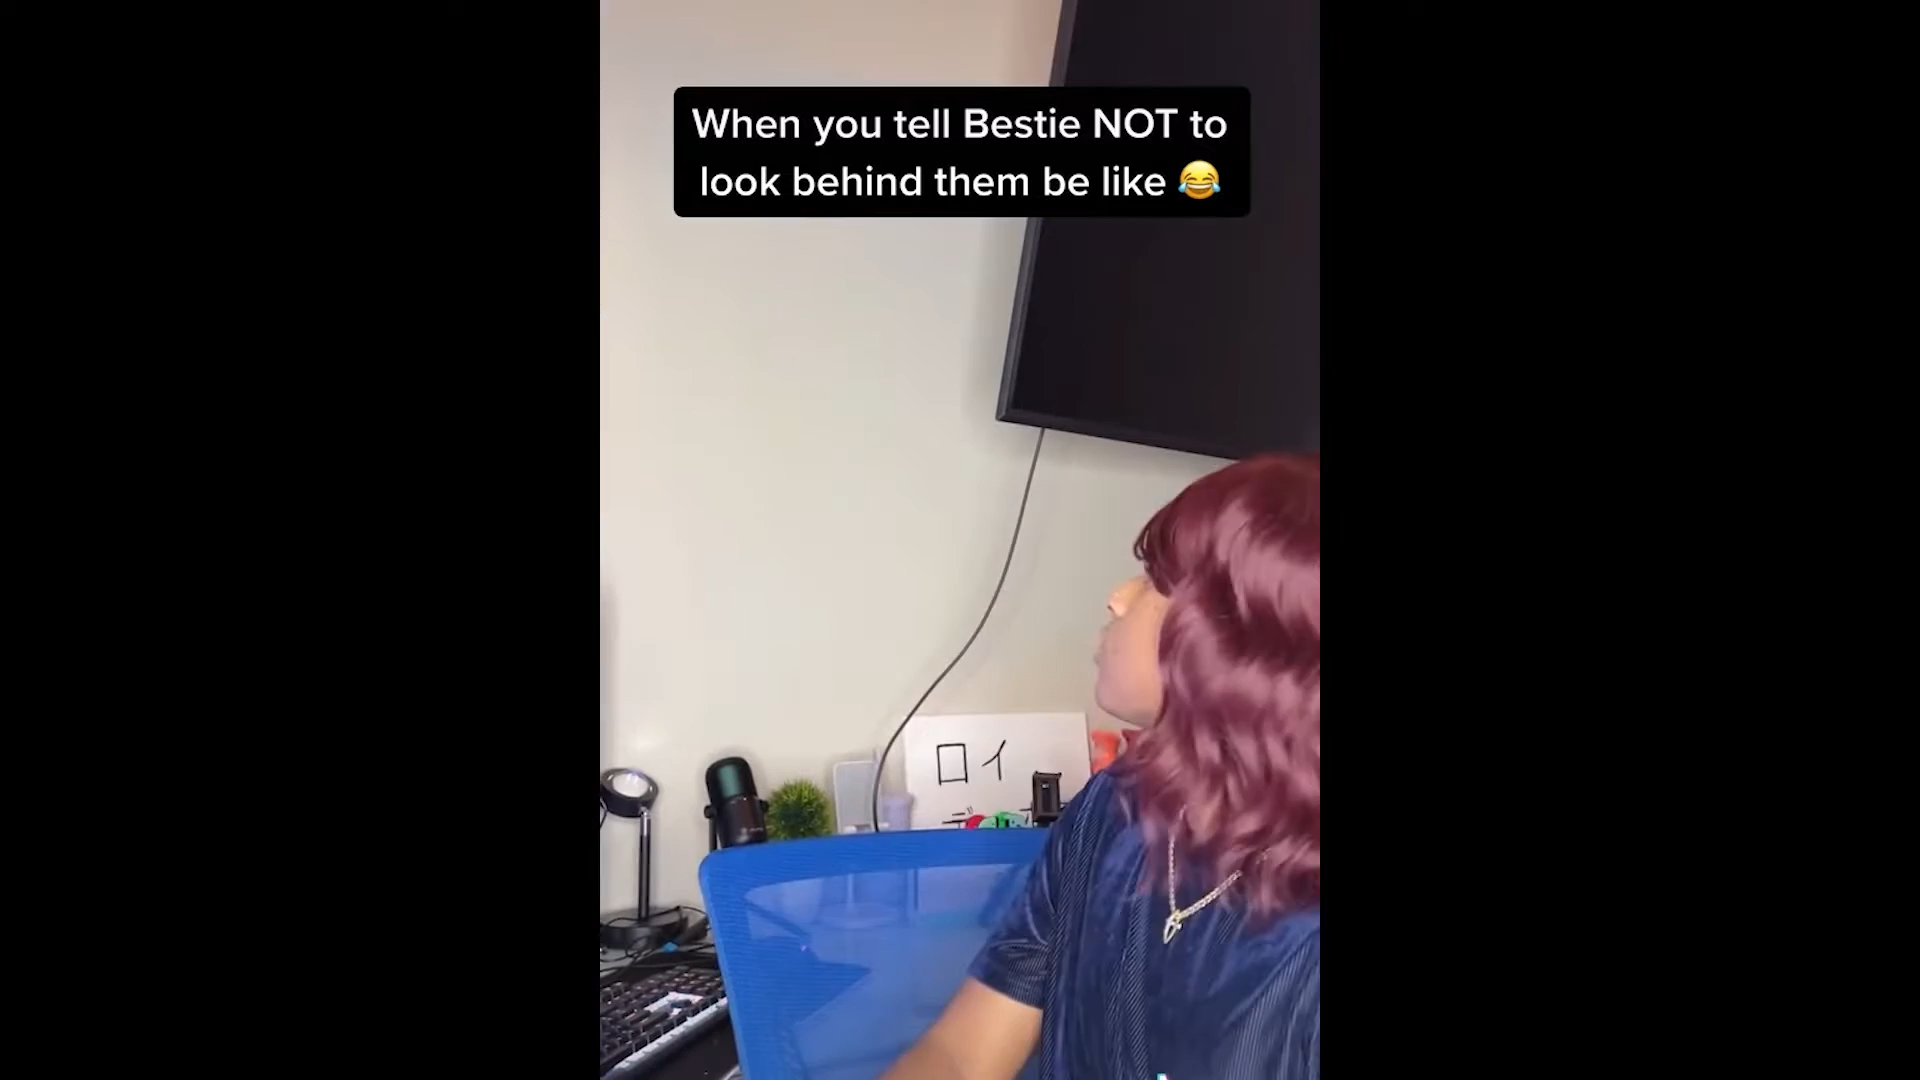 When you tell Bestie NOT to
look behind them be like 😂
ロイ